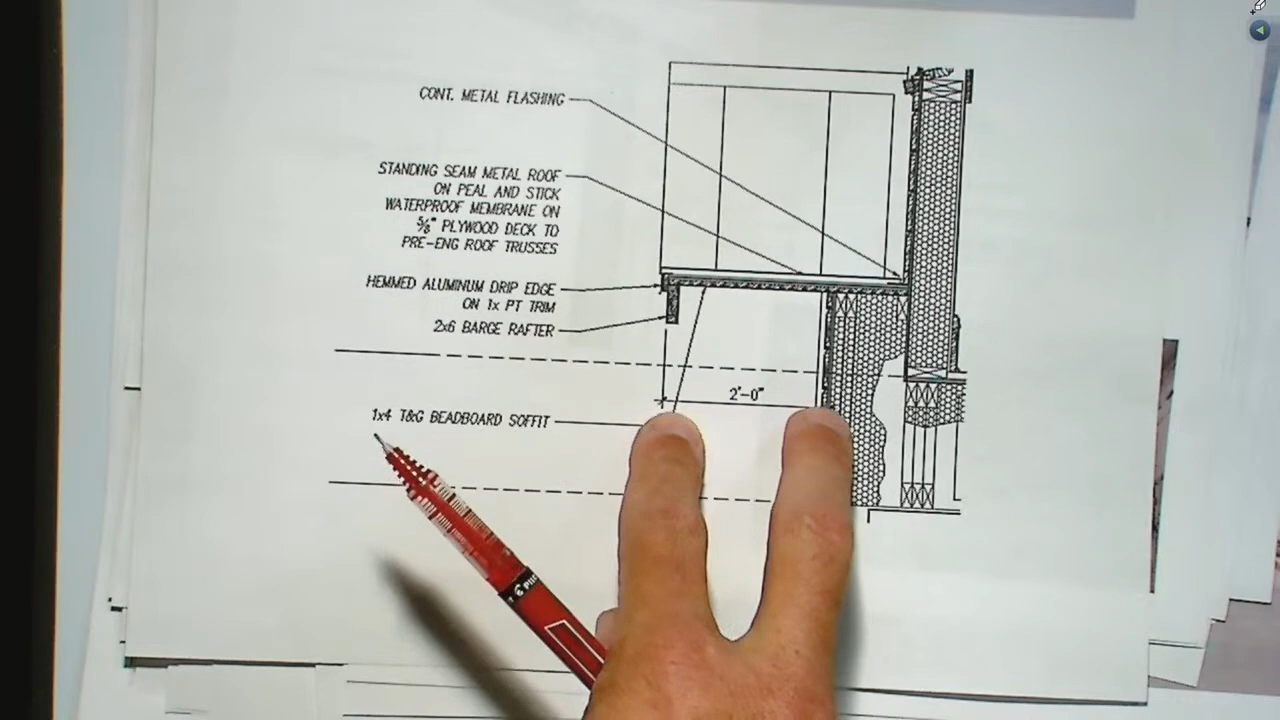 CONT. METAL FLASHING
STANDING SEAM METAL ROOF
ON PEAL AND STICK
WATERPROOF MEMBRANE ON
5/8" PLYWOOD DECK TO
PRE-ENG ROOF TRUSSES
HEMMED ALUMINUM DRIP EDGE
ON 1x PT TRIM
2x6 BARGE RAFTER
2'-0"
1x4 T&G BEADBOARD SOFFIT